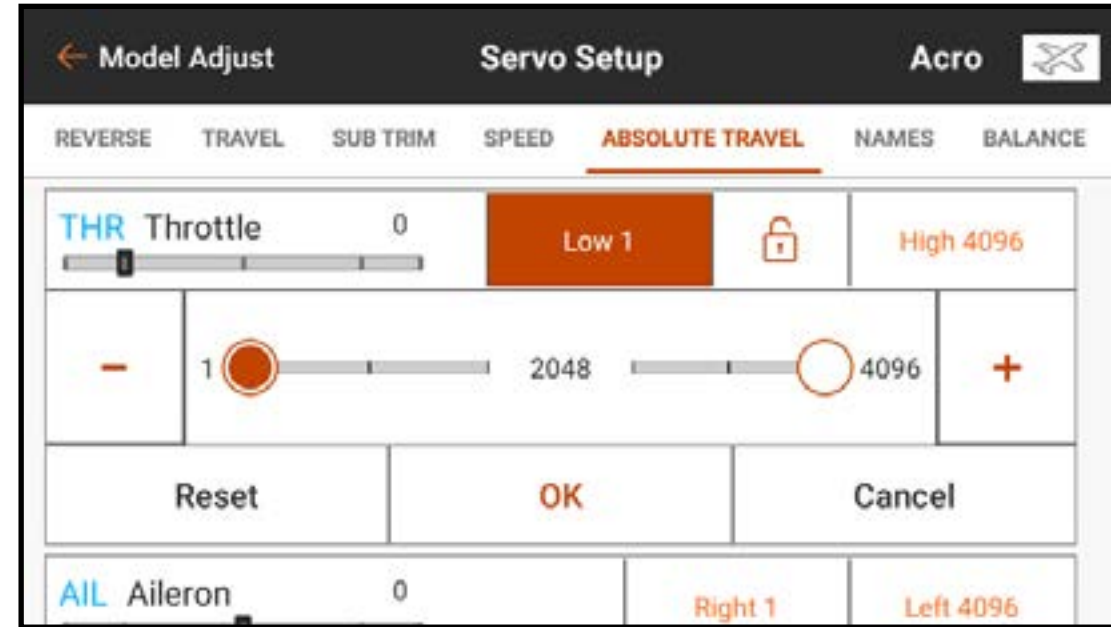 ← Model Adjust Servo Setup Acro
REVERSE TRAVEL SUB TRIM SPEED ABSOLUTE TRAVEL NAMES BALANCE
THR Throttle 0 Low 1 High 4096
- 1 2048 4096 +
Reset OK Cancel
AIL Aileron 0 Right 1 Left 4096